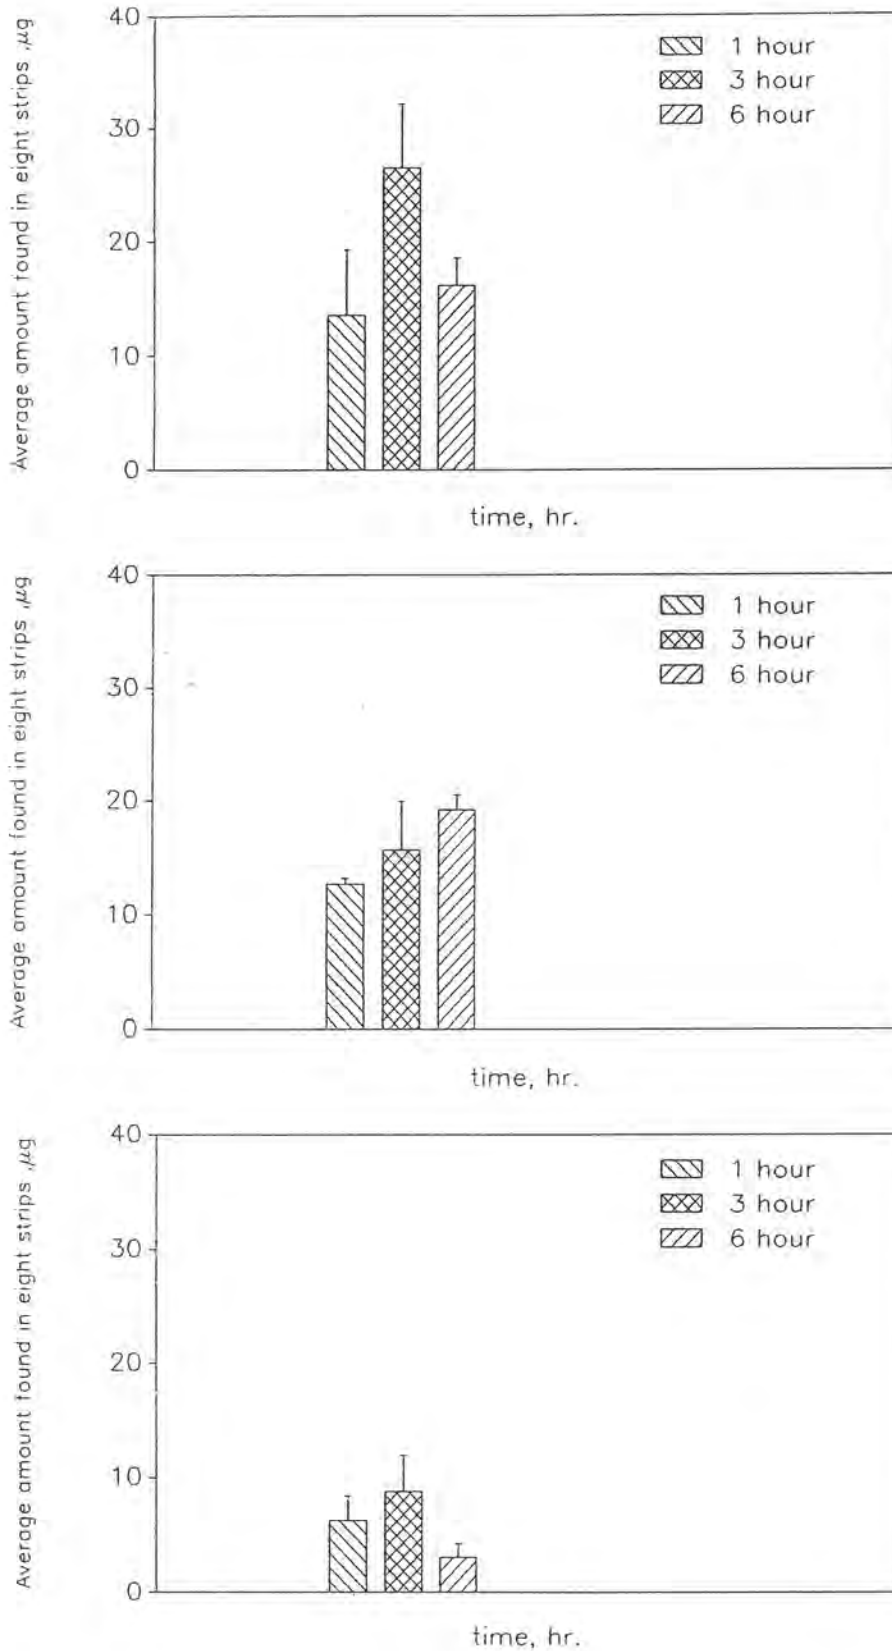 Average amount found in eight strips ,µg
40
30
20
10
0
1 hour
3 hour
6 hour
time, hr.
Average amount found in eight strips ,µg
40
30
20
10
0
1 hour
3 hour
6 hour
time, hr.
Average amount found in eight strips ,µg
40
30
20
10
0
1 hour
3 hour
6 hour
time, hr.